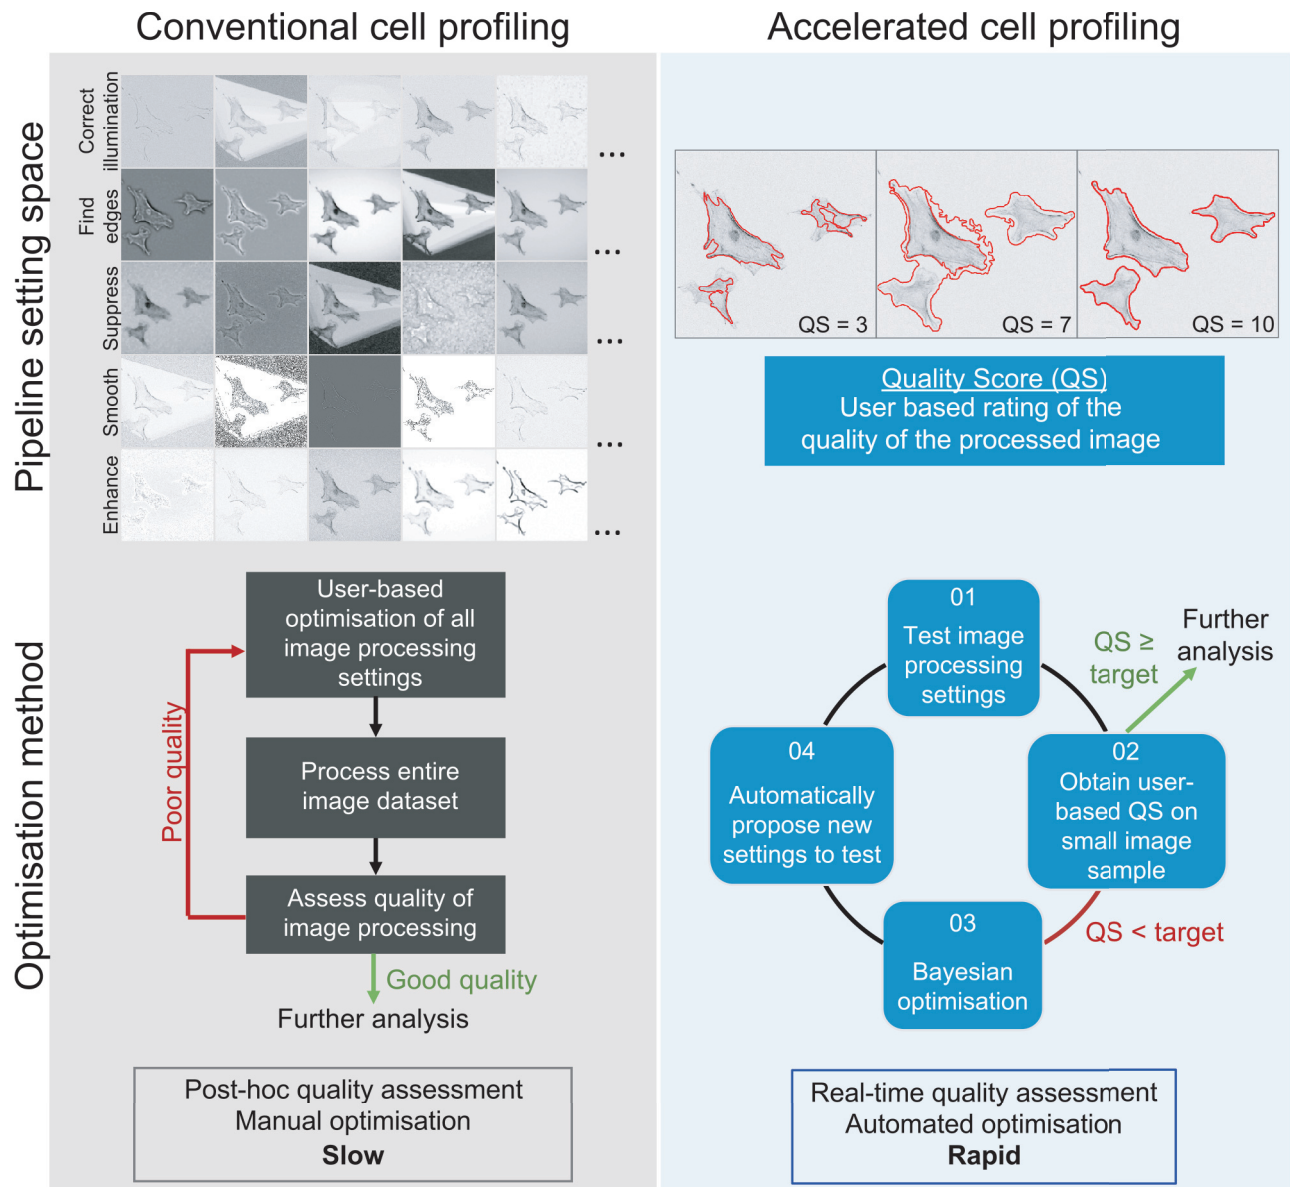 Conventional cell profiling
Accelerated cell profiling
Pipeline setting space
Correct
illumination
...
Find
edges
...
Suppress
...
Smooth
...
Enhance
...
QS = 3
QS = 7
QS = 10
Quality Score (QS)
User based rating of the
quality of the processed image
Optimisation method
User-based
optimisation of all
image processing
settings
Process entire
image dataset
Assess quality of
image processing
Poor quality
Good quality
Further analysis
Post-hoc quality assessment
Manual optimisation
Slow
01
Test image
processing
settings
QS ≥
target
Further
analysis
02
Obtain user-
based QS on
small image
sample
QS < target
03
Bayesian
optimisation
04
Automatically
propose new
settings to test
Real-time quality assessment
Automated optimisation
Rapid